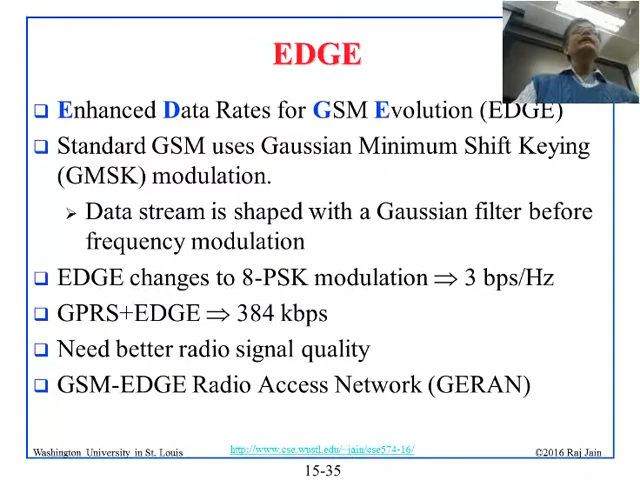 EDGE
Enhanced Data Rates for GSM Evolution (EDGE)
Standard GSM uses Gaussian Minimum Shift Keying
(GMSK) modulation.
Data stream is shaped with a Gaussian filter before
frequency modulation
EDGE changes to 8-PSK modulation ⇒ 3 bps/Hz
GPRS+EDGE ⇒ 384 kbps
Need better radio signal quality
GSM-EDGE Radio Access Network (GERAN)
Washington University in St. Louis
http://www.cse.wustl.edu/~jain/cse574-16/
©2016 Raj Jain
15-35